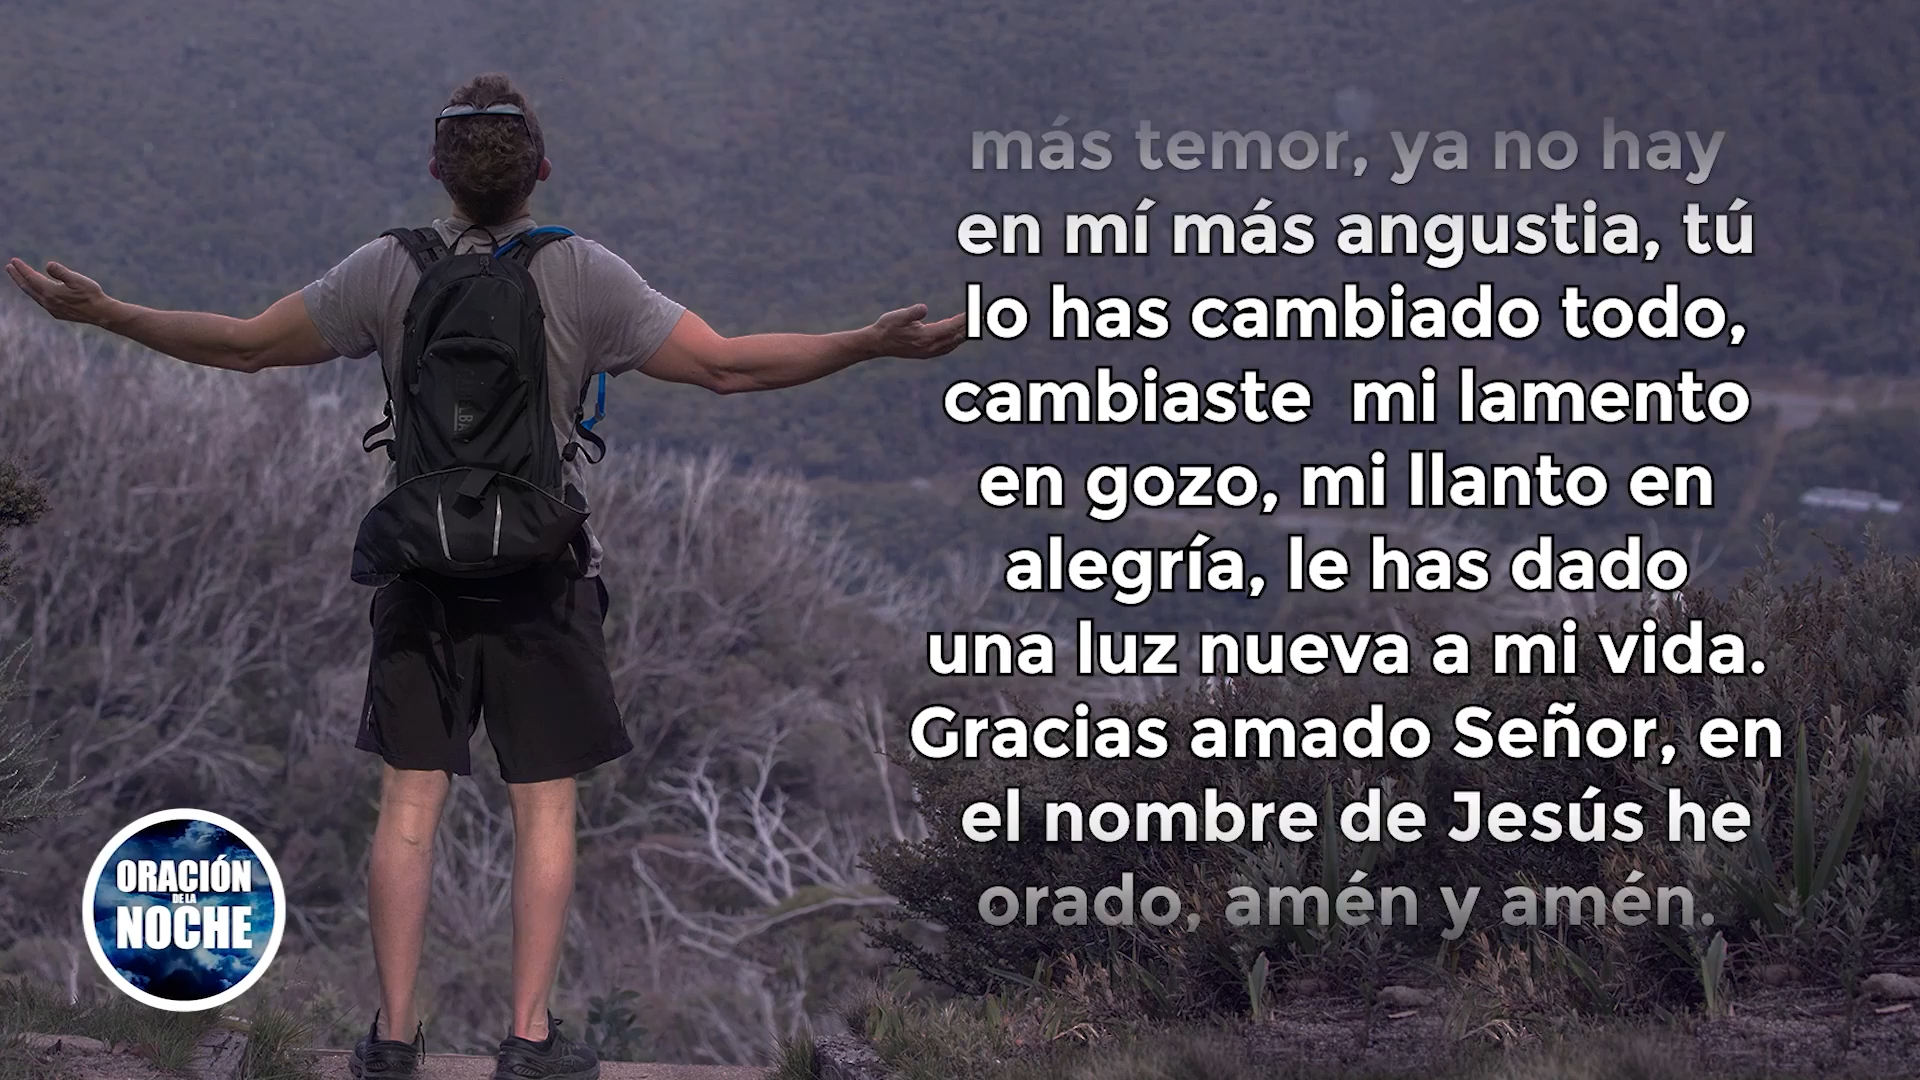 más temor, ya no hay
en mí más angustia, tú
lo has cambiado todo,
cambiaste  mi lamento
en gozo, mi llanto en
alegría, le has dado
una luz nueva a mi vida.
Gracias amado Señor, en
el nombre de Jesús he
orado, amén y amén.
ORACIÓN
DE LA
NOCHE